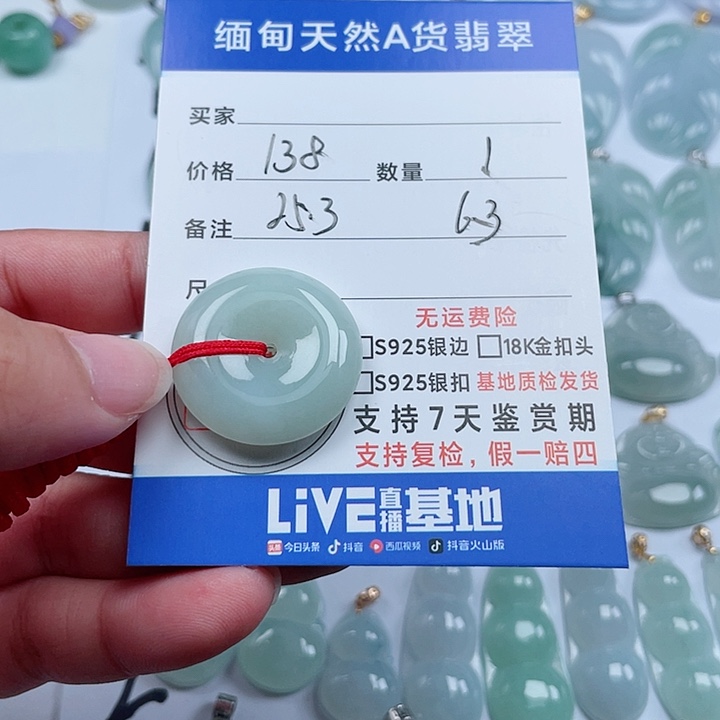 缅甸天然A货翡翠
买家
价格 138 数量 1
备注 25.3 6.3
尺
无运费险
S925银边 18K金扣头
S925银扣 基地质检发货
支持7天鉴赏期
支持复检，假一赔四
LiVE直播基地
头条 今日头条 抖音 西瓜视频 抖音火山版